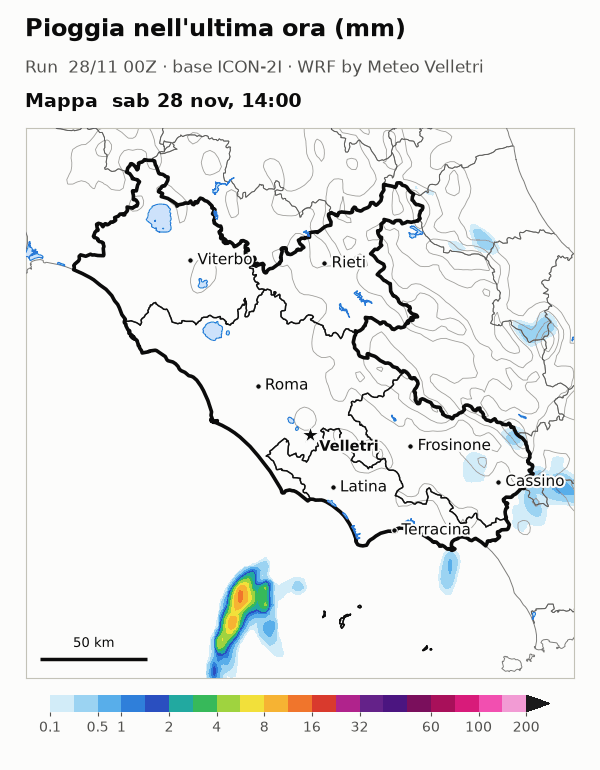 Pioggia nell'ultima ora (mm)
Run 28/11 00Z · base ICON-2I · WRF by Meteo Velletri
Mappa sab 28 nov, 14:00
Viterbo
Rieti
Roma
Velletri
Frosinone
Latina
Cassino
Terracina
50 km
0.1 0.5 1 2 4 8 16 32 60 100 200